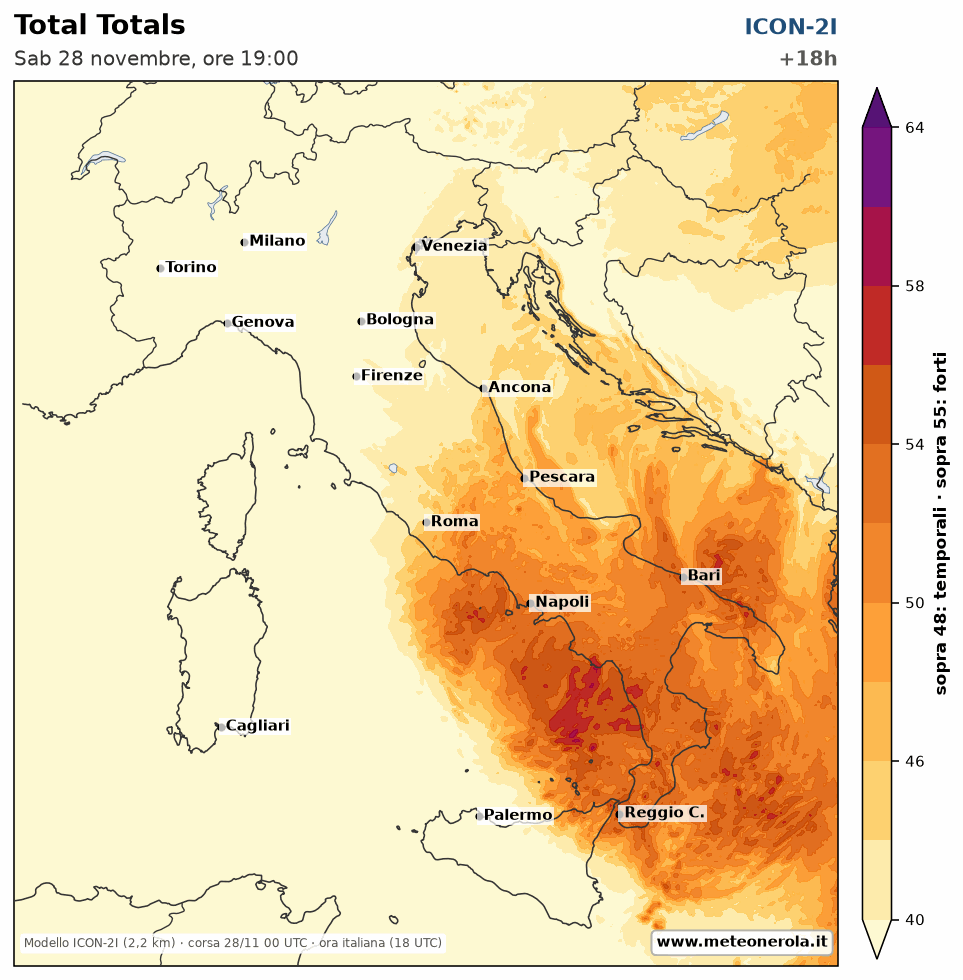 Total Totals
ICON-2I
Sab 28 novembre, ore 19:00
+18h
64
58
54
50
46
40
sopra 48: temporali · sopra 55: forti
Milano
Venezia
Torino
Genova
Bologna
Firenze
Ancona
Pescara
Roma
Bari
Napoli
Cagliari
Palermo
Reggio C.
Modello ICON-2I (2,2 km) · corsa 28/11 00 UTC · ora italiana (18 UTC)
www.meteonerola.it